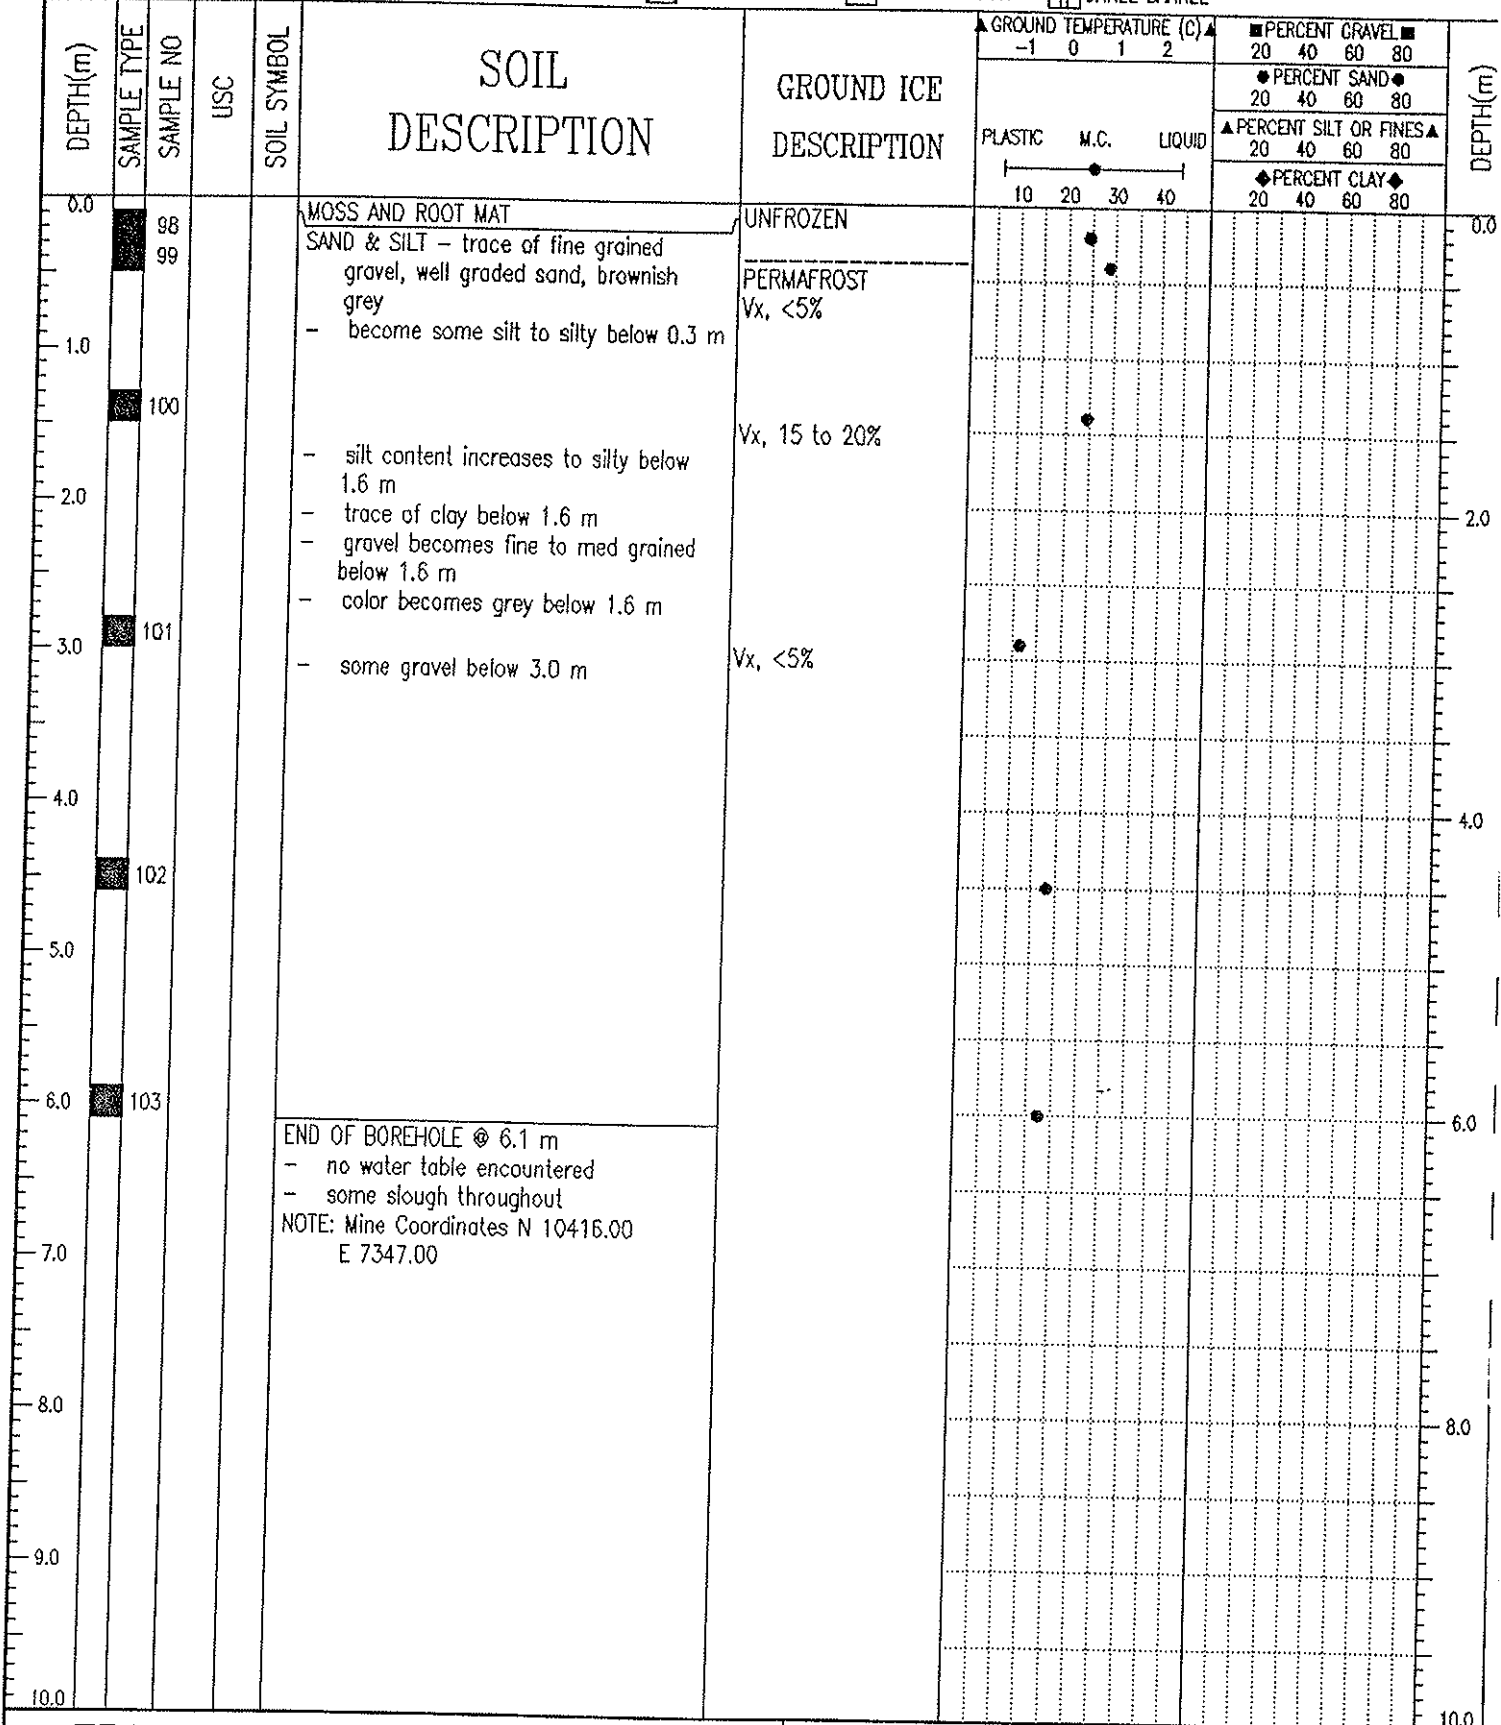 DEPTH(m)
SAMPLE TYPE
SAMPLE NO
USC
SOIL SYMBOL
SOIL
DESCRIPTION
GROUND ICE
DESCRIPTION
▲GROUND TEMPERATURE (C)▲
-1 0 1 2
PLASTIC M.C. LIQUID
10 20 30 40
■PERCENT GRAVEL■
20 40 60 80
●PERCENT SAND●
20 40 60 80
▲PERCENT SILT OR FINES▲
20 40 60 80
◆PERCENT CLAY◆
20 40 60 80
DEPTH(m)
0.0
98
99
MOSS AND ROOT MAT
UNFROZEN
0.0
SAND & SILT – trace of fine grained
gravel, well graded sand, brownish
grey
PERMAFROST
Vx, <5%
– become some silt to silty below 0.3 m
1.0
100
Vx, 15 to 20%
– silt content increases to silty below
1.6 m
2.0
– trace of clay below 1.6 m
2.0
– gravel becomes fine to med grained
below 1.6 m
– color becomes grey below 1.6 m
101
3.0
– some gravel below 3.0 m
Vx, <5%
4.0
4.0
102
5.0
6.0
103
6.0
END OF BOREHOLE @ 6.1 m
– no water table encountered
– some slough throughout
NOTE: Mine Coordinates N 10416.00
E 7347.00
7.0
8.0
8.0
9.0
10.0
10.0